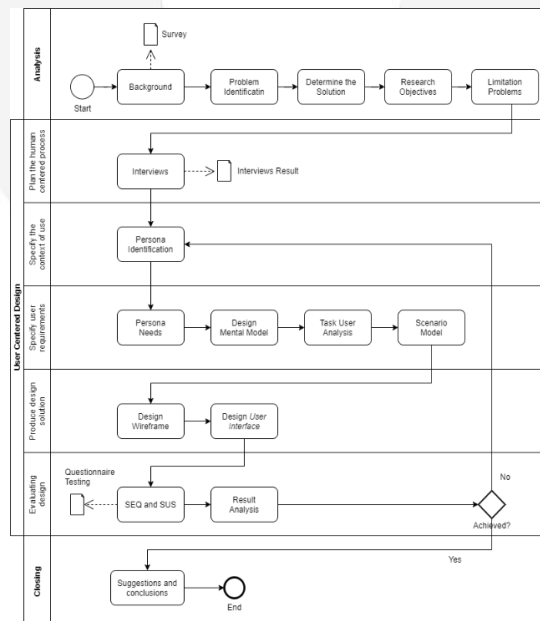 Analysis
Survey
Start
Background
Problem
Identificatin
Determine the
Solution
Research
Objectives
Limitation
Problems
User Centered Design
Plan the human
centered process
Interviews
Interviews Result
Specify the
context of use
Persona
Identification
Specify user
requirements
Persona
Needs
Design
Mental Model
Task User
Analysis
Scenario
Model
Produce design
solution
Design
Wireframe
Design User
Interface
Evaluating
design
Questionnaire
Testing
SEQ and SUS
Result
Analysis
No
Achieved?
Yes
Closing
Suggestions and
conclusions
End